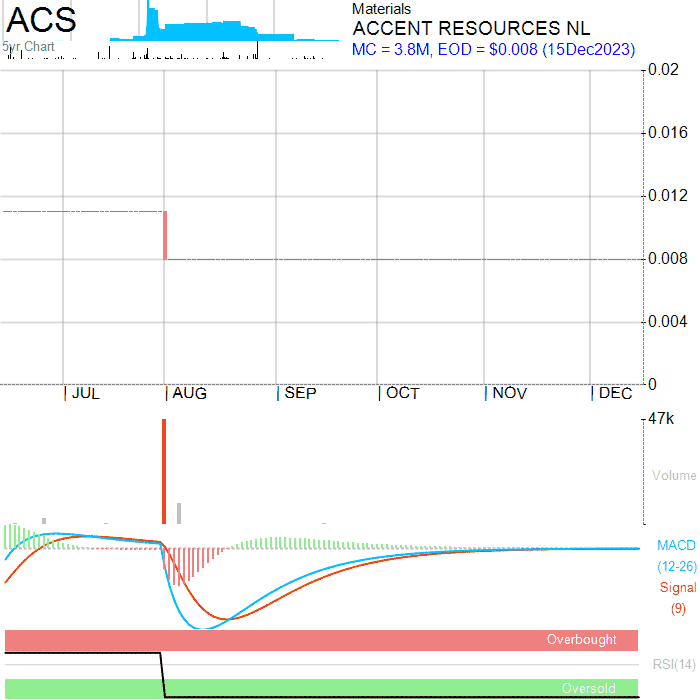 ACS
5yr Chart
Materials
ACCENT RESOURCES NL
MC = 3.8M, EOD = $0.008 (15Dec2023)
0.02
0.016
0.012
0.008
0.004
0
JUL AUG SEP OCT NOV DEC
47k
Volume
MACD
(12-26)
Signal
(9)
Overbought
RSI(14)
Oversold